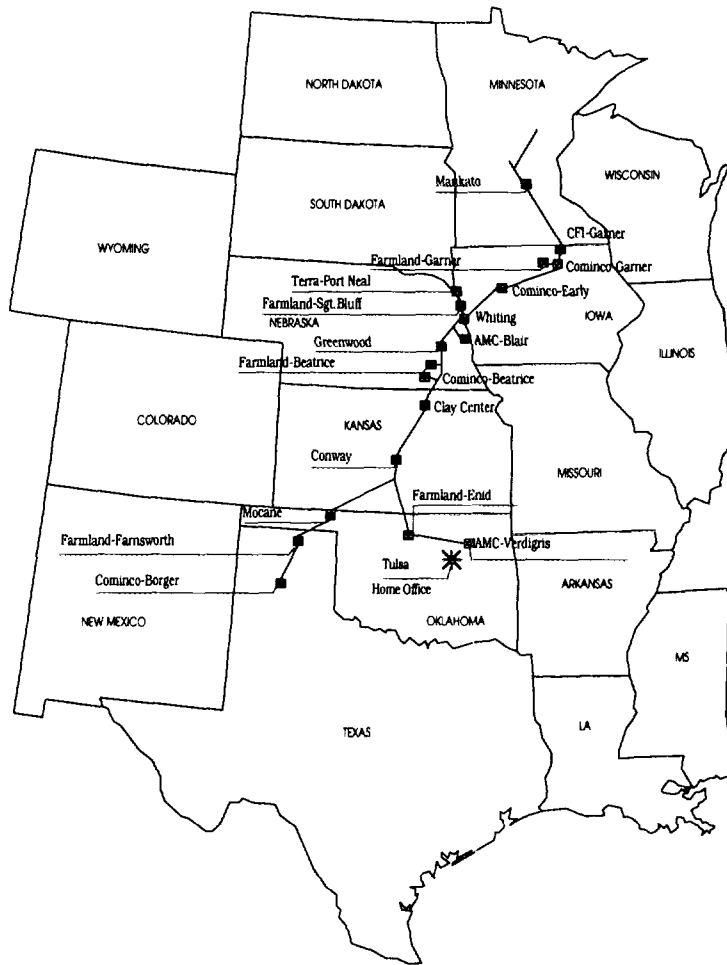 NORTH DAKOTA
MINNESOTA
WISCONSIN
Mankato
SOUTH DAKOTA
CFI-Garner
WYOMING
Farmland-Garner
Cominco-Garner
Terra-Port Neal
Cominco-Early
Farmland-Sgt.Bluff
NEBRASKA
Whiting
IOWA
Greenwood
AMC-Blair
ILLINOIS
Farmland-Beatrice
Cominco-Beatrice
Clay Center
COLORADO
KANSAS
Conway
MISSOURI
Farmland-Enid
Mocane
Farmland-Farnsworth
AMC-Verdigris
Tulsa
Home Office
Cominco-Borger
ARKANSAS
NEW MEXICO
OKLAHOMA
MS
TEXAS
LA